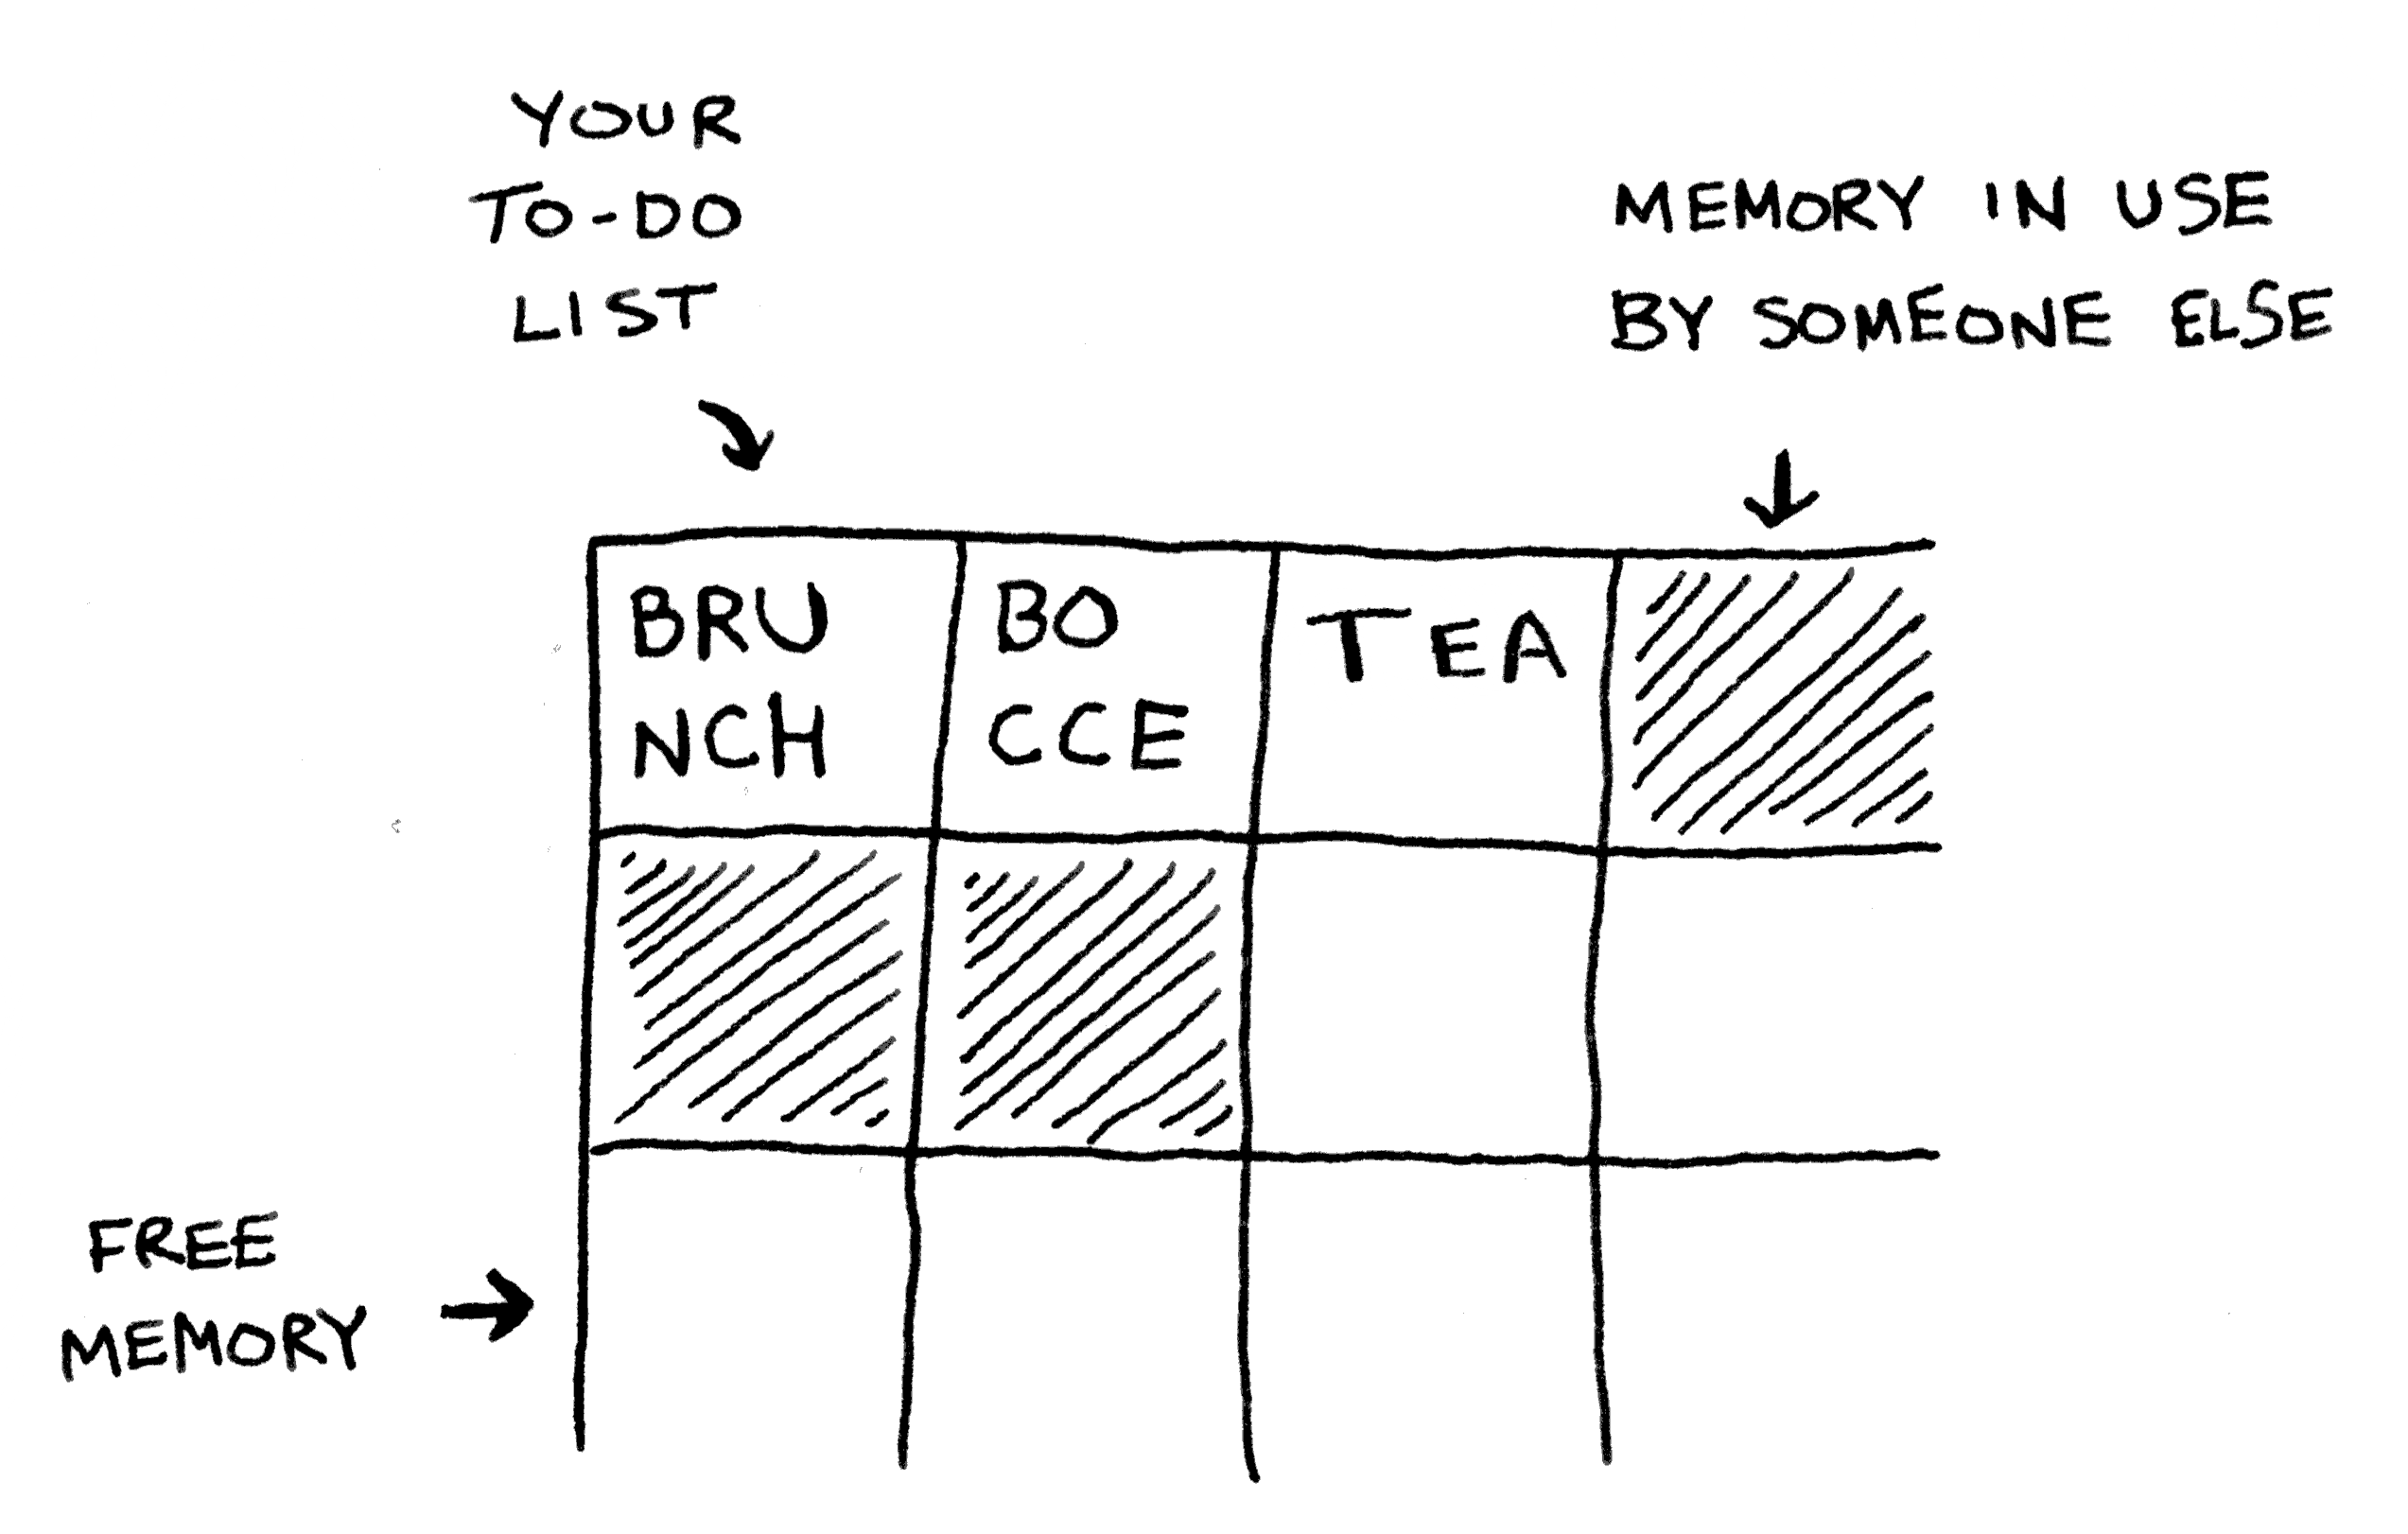 YOUR
TO-DO
LIST
MEMORY IN USE
BY SOMEONE ELSE
BRU
NCH
BO
CCE
TEA
FREE
MEMORY